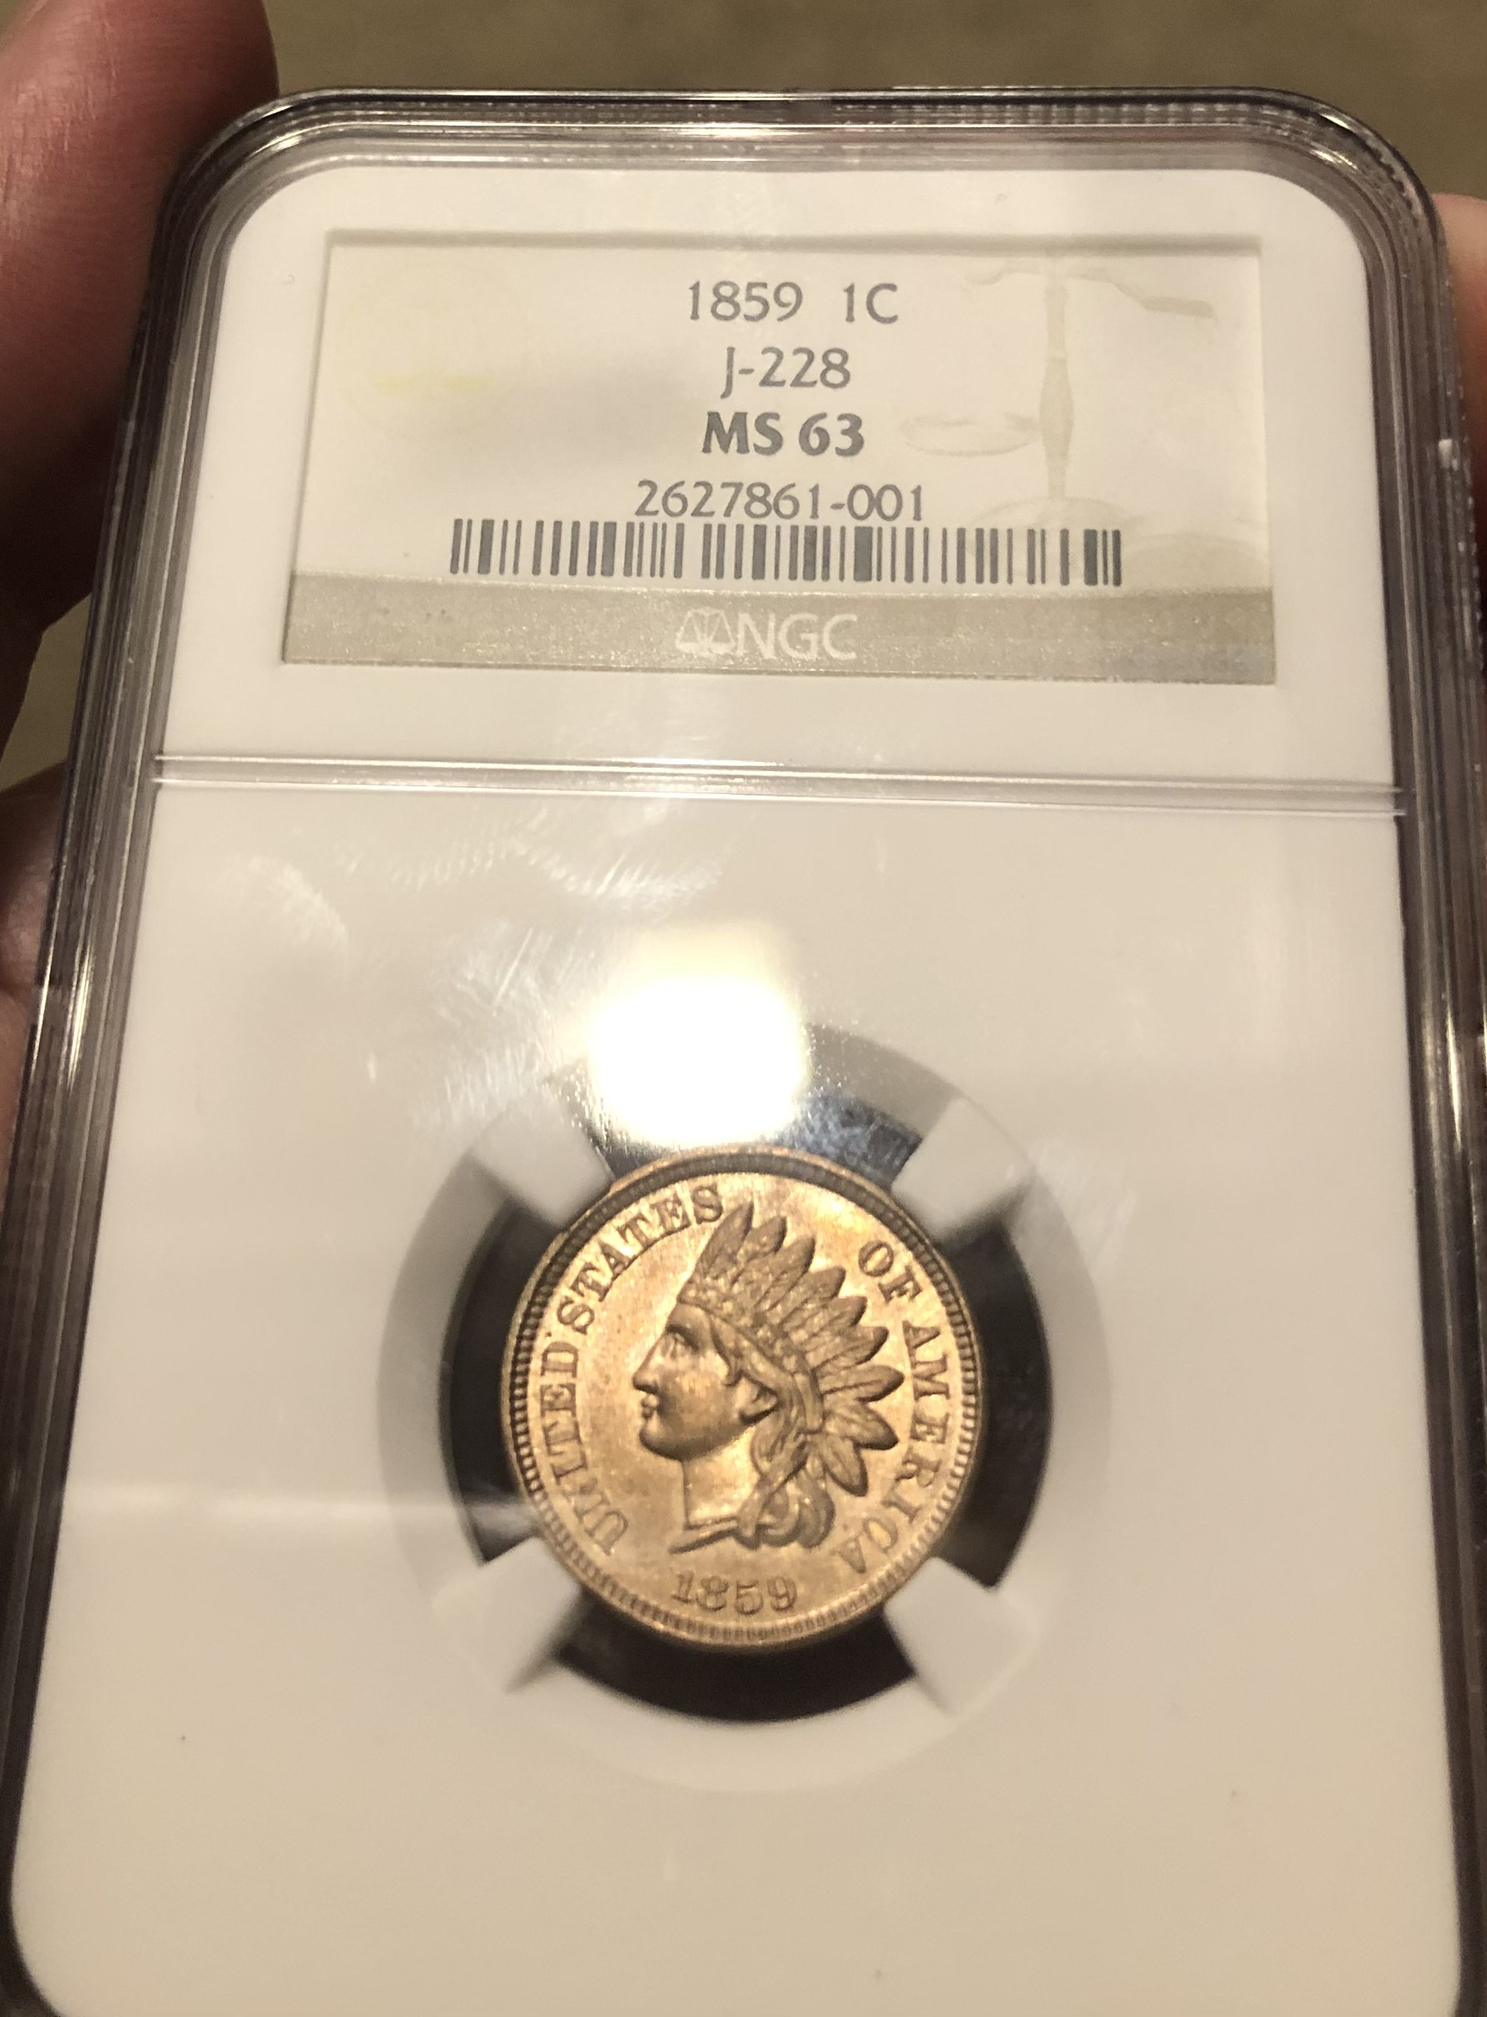 1859 1C
J-228
MS 63
2627861-001
NGC
UNITED STATES OF AMERICA
1859